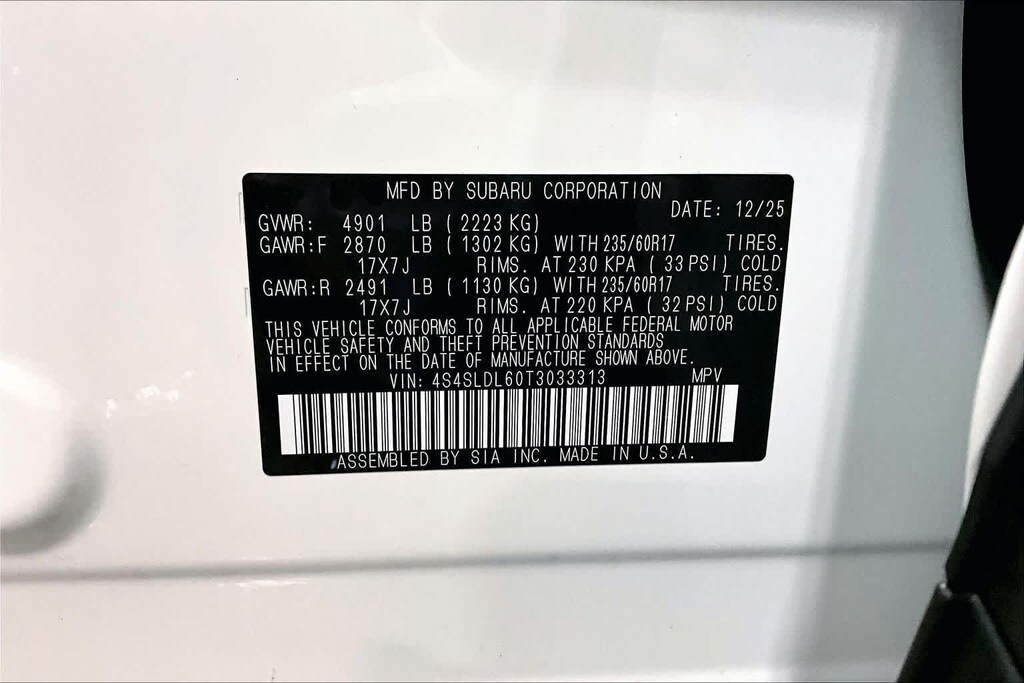 MFD BY SUBARU CORPORATION
DATE: 12/25
GVWR: 4901 LB ( 2223 KG)
GAWR:F 2870 LB ( 1302 KG) WITH 235/60R17 TIRES.
17X7J RIMS. AT 230 KPA ( 33 PSI) COLD
GAWR:R 2491 LB ( 1130 KG) WITH 235/60R17 TIRES.
17X7J RIMS. AT 220 KPA ( 32 PSI) COLD
THIS VEHICLE CONFORMS TO ALL APPLICABLE FEDERAL MOTOR
VEHICLE SAFETY AND THEFT PREVENTION STANDARDS
IN EFFECT ON THE DATE OF MANUFACTURE SHOWN ABOVE.
VIN: 4S4SLDL60T3033313 MPV
ASSEMBLED BY SIA INC. MADE IN U.S.A.